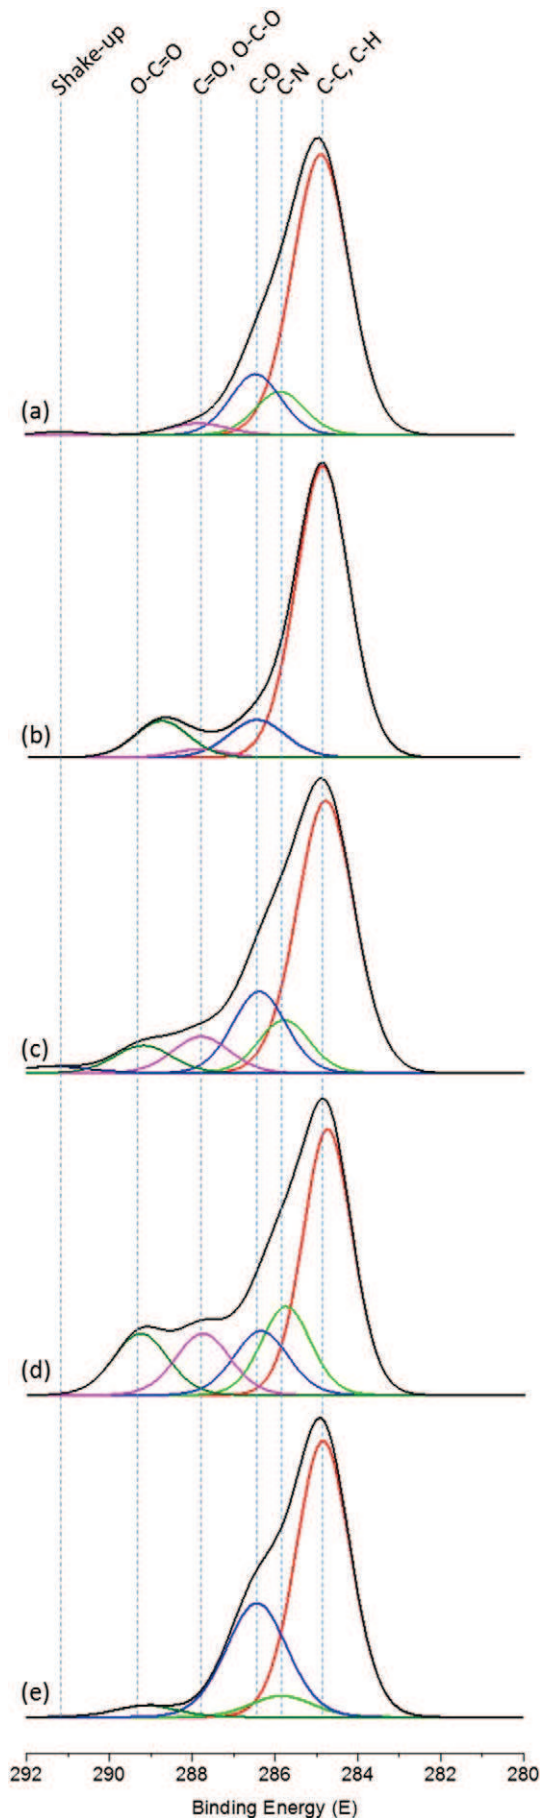 Shake-up
O-C=O
C=O, O-C-O
C-O
C-N
C-C, C-H
(a)
(b)
(c)
(d)
(e)
292 290 288 286 284 282 280
Binding Energy (E)